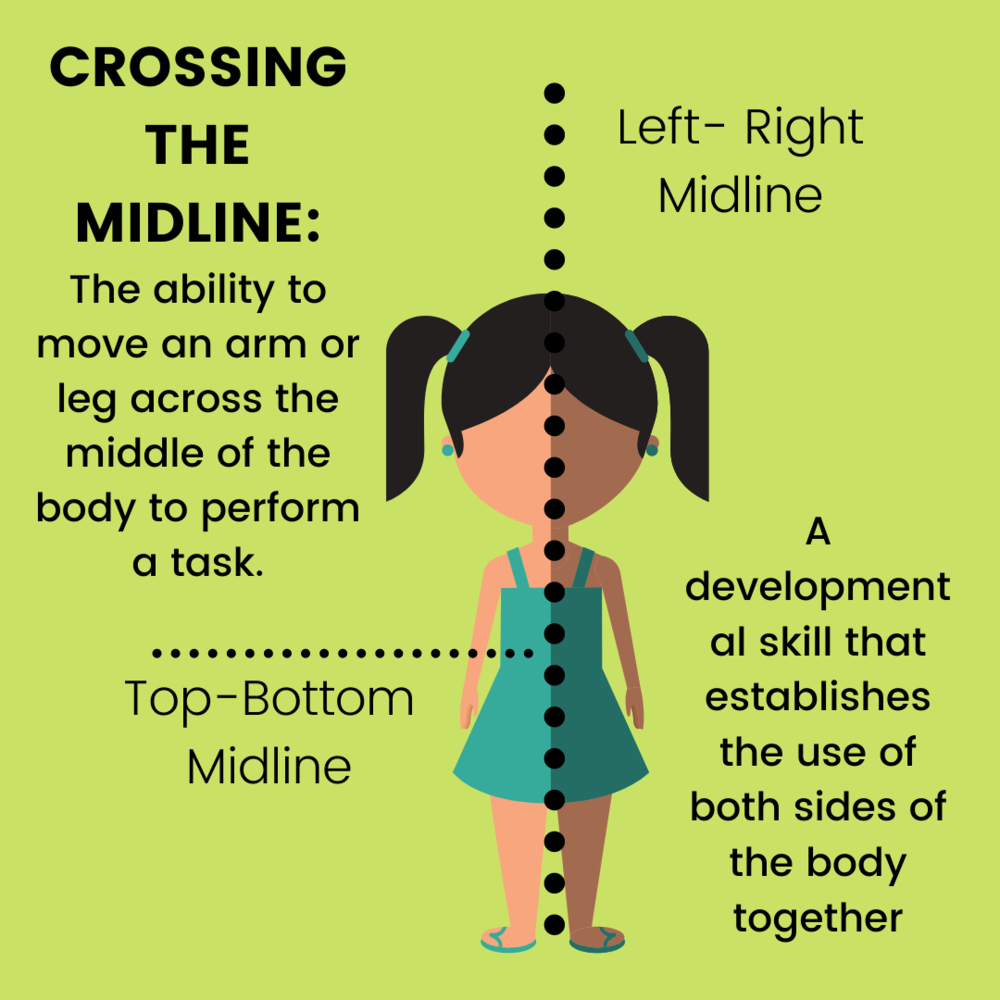 CROSSING
THE
MIDLINE:
The ability to
move an arm or
leg across the
middle of the
body to perform
a task.
Left- Right
Midline
Top-Bottom
Midline
A
development
al skill that
establishes
the use of
both sides of
the body
together